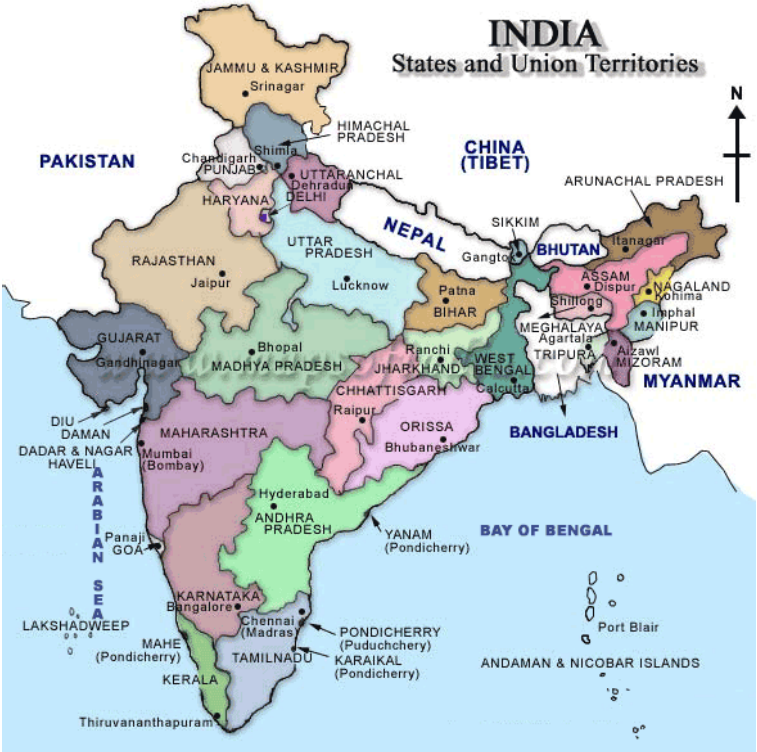 INDIA
States and Union Territories
N
JAMMU & KASHMIR
Srinagar
HIMACHAL
PRADESH
Shimla
PAKISTAN
CHINA
(TIBET)
Chandigarh
PUNJAB
UTTARANCHAL
Dehradun
ARUNACHAL PRADESH
HARYANA
DELHI
SIKKIM
NEPAL
BHUTAN
Itanagar
UTTAR
PRADESH
Gangto
RAJASTHAN
Jaipur
Lucknow
Patna
BIHAR
ASSAM
Dispur
NAGALAND
Kohima
Shillong
Imphal
MANIPUR
MEGHALAYA
Agartala
TRIPURA
GUJARAT
Gandhinagar
Bhopal
MADHYA PRADESH
Ranchi
JHARKHAND
WEST
BENGAL
Calcutta
Aizawl
MIZORAM
MYANMAR
CHHATTISGARH
Raipur
DIU
DAMAN
DADAR & NAGAR
HAVELI
MAHARASHTRA
Mumbai
(Bombay)
ORISSA
Bhubaneshwar
BANGLADESH
ARABIAN SEA
Hyderabad
ANDHRA
PRADESH
YANAM
(Pondicherry)
BAY OF BENGAL
Panaji
GOA
KARNATAKA
Bangalore
LAKSHADWEEP
Chennai
(Madras)
PONDICHERRY
(Puduchchery)
Port Blair
MAHE
(Pondicherry)
TAMILNADU
KARAIKAL
(Pondicherry)
ANDAMAN & NICOBAR ISLANDS
KERALA
Thiruvananthapuram